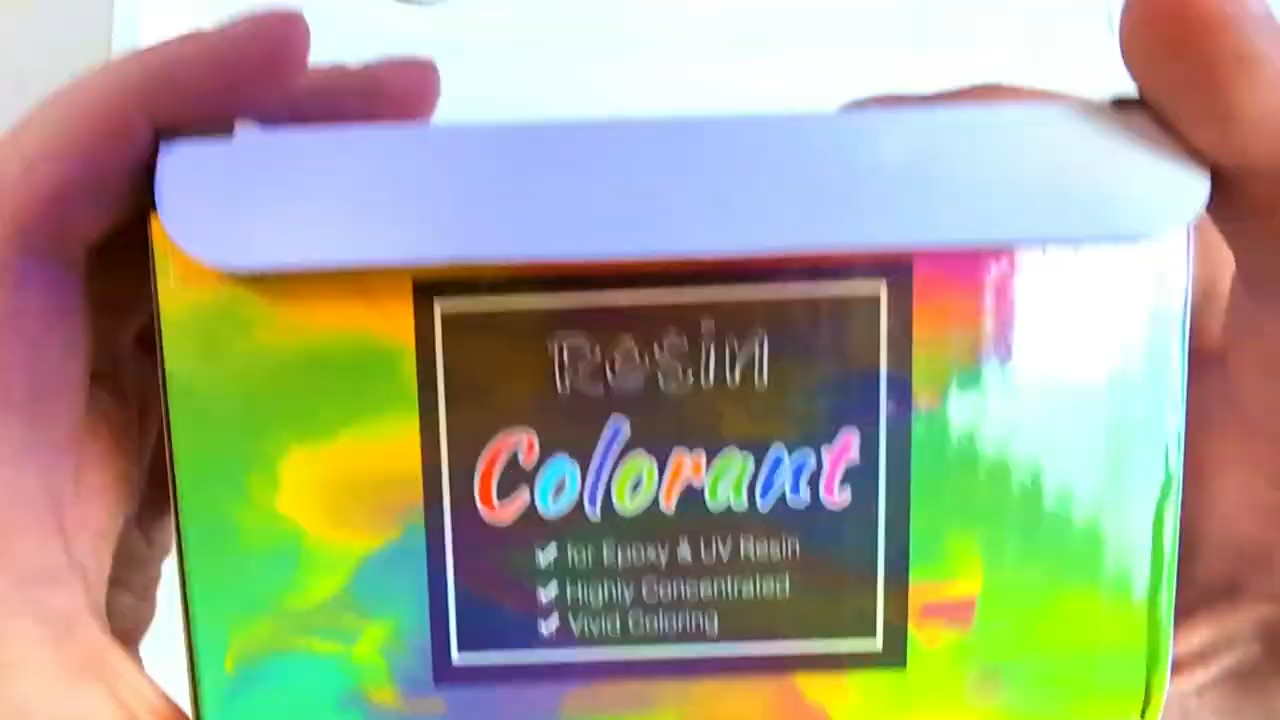 Resin
Colorant
for Epoxy & UV Resin
Highly Concentrated
Vivid Coloring